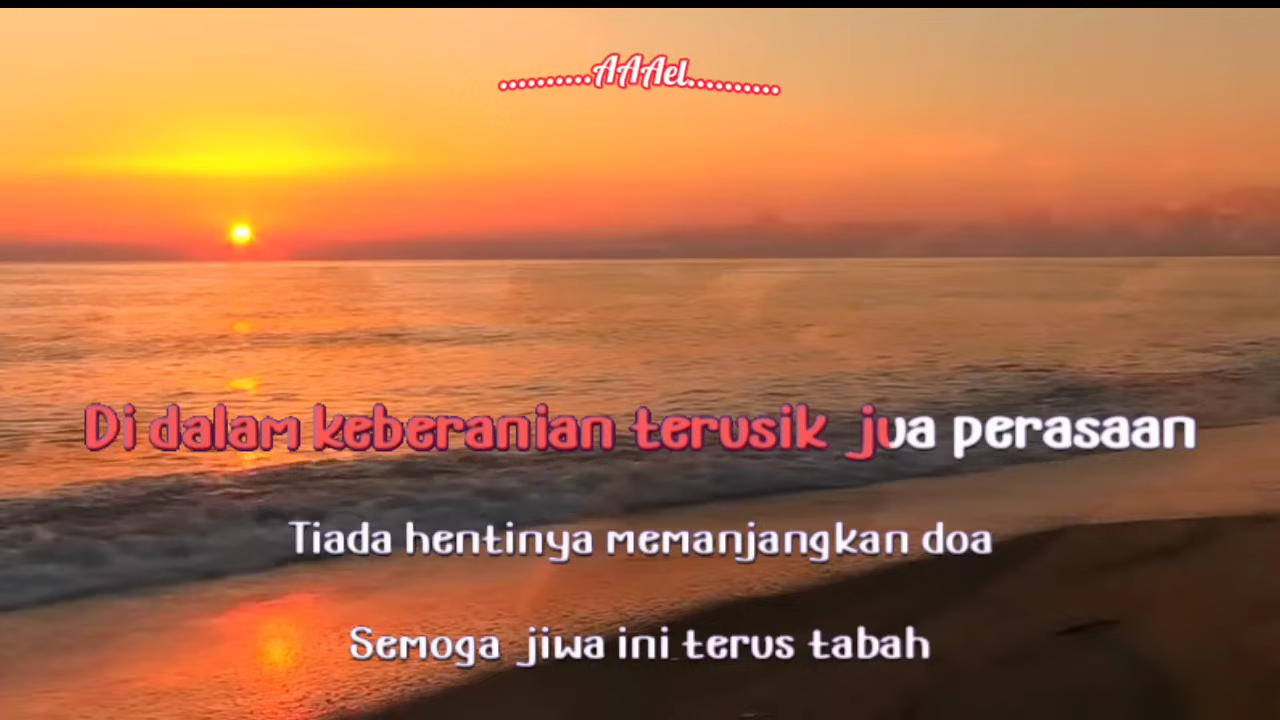 ..........AAAel..........
Di dalam keberanian terusik jua perasaan
Tiada hentinya memanjangkan doa
Semoga jiwa ini terus tabah